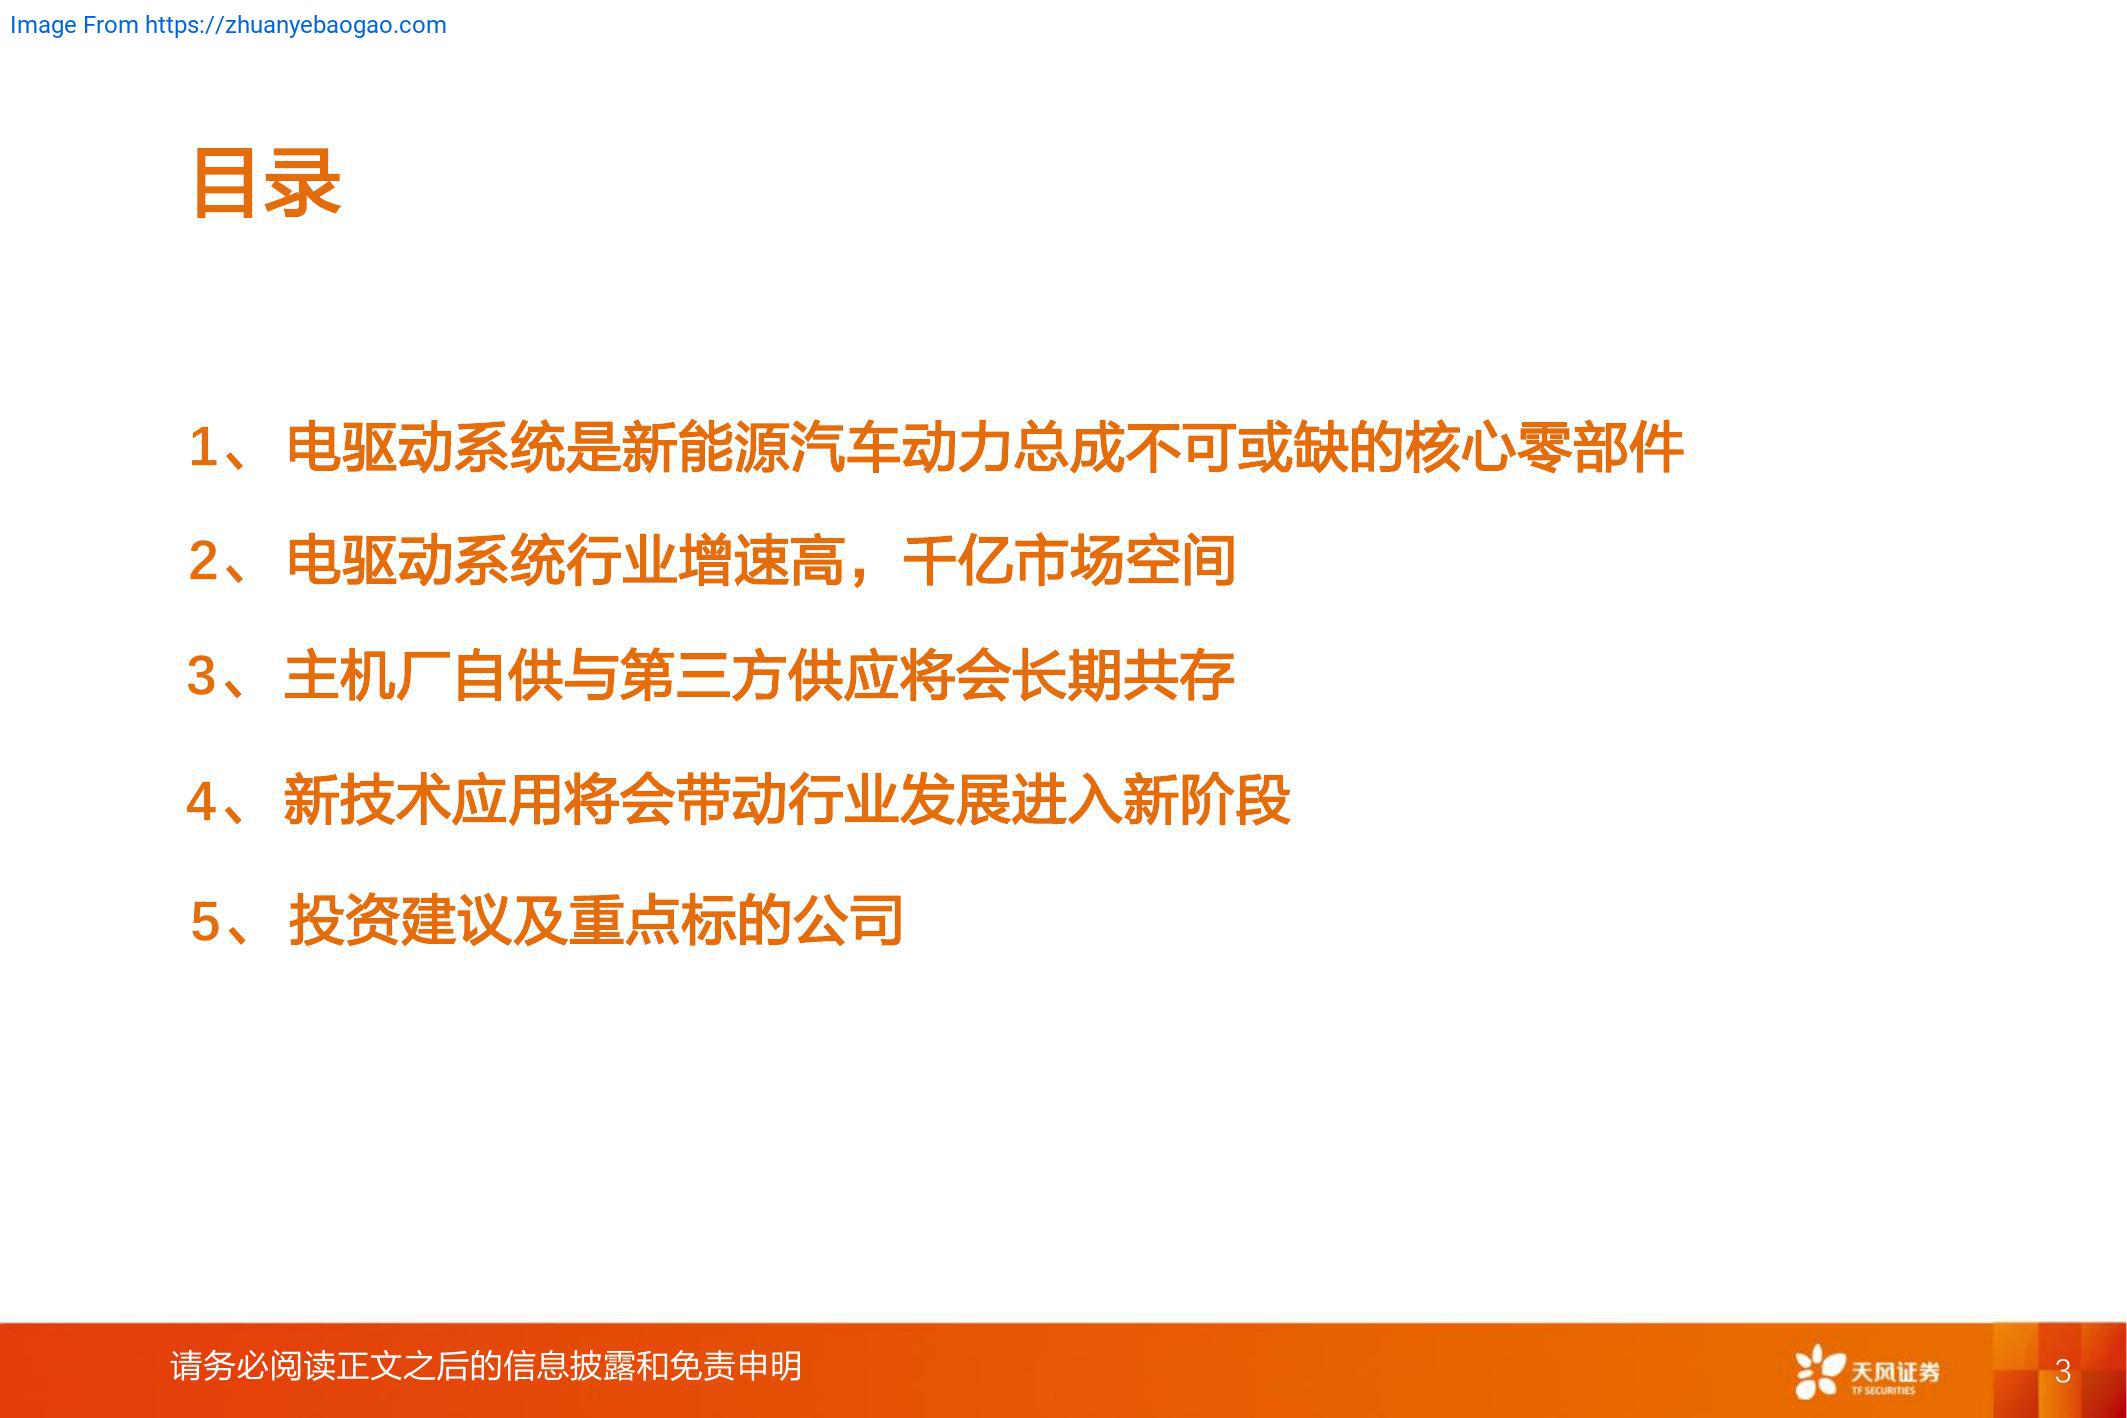 Image From https://zhuanyebaogao.com
目录
1、 电驱动系统是新能源汽车动力总成不可或缺的核心零部件
2、 电驱动系统行业增速高，千亿市场空间
3、 主机厂自供与第三方供应将会长期共存
4、 新技术应用将会带动行业发展进入新阶段
5、 投资建议及重点标的公司
请务必阅读正文之后的信息披露和免责申明
天风证券
TF SECURITIES
3